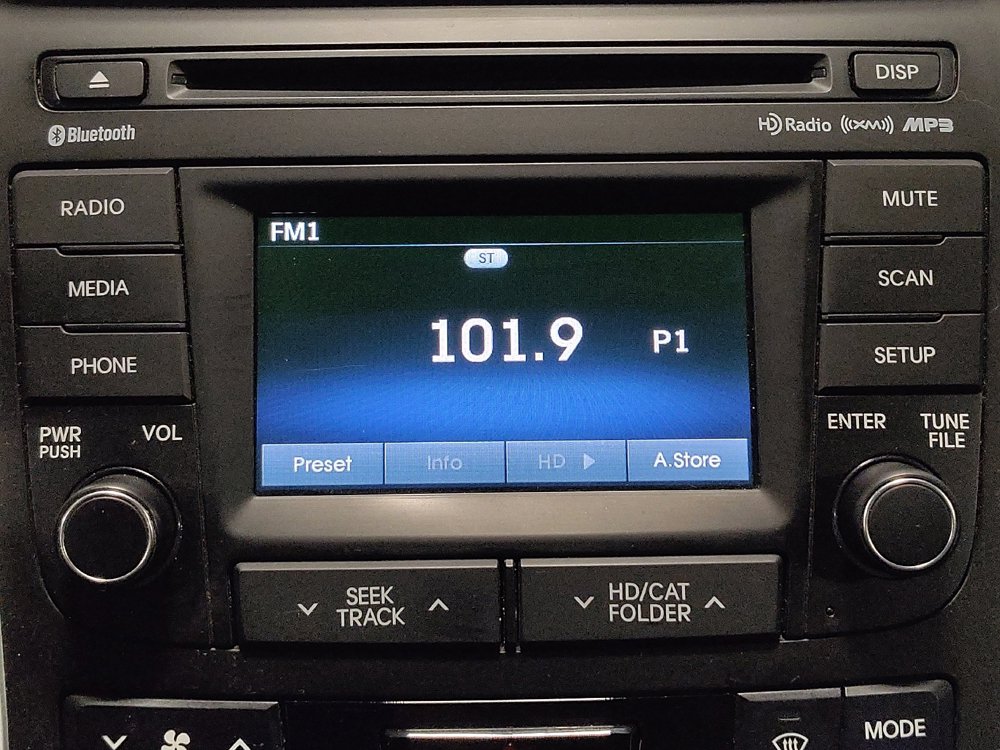 DISP
Bluetooth
HD Radio ((XM)) MP3
RADIO
MEDIA
PHONE
PWR
PUSH
VOL
FM1
ST
101.9 P1
Preset Info HD A.Store
MUTE
SCAN
SETUP
ENTER
TUNE
FILE
SEEK
TRACK
HD/CAT
FOLDER
MODE